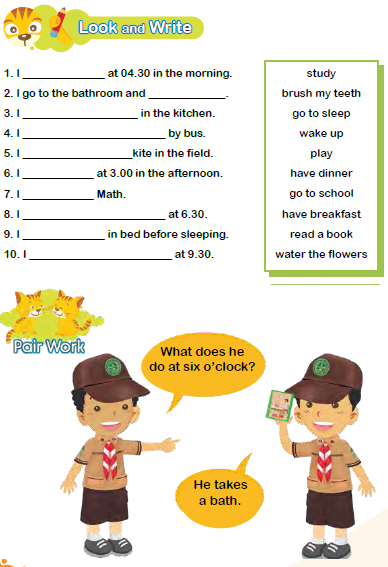 Look and Write
1. I ______________ at 04.30 in the morning.
2. I go to the bathroom and _____________.
3. I ___________________ in the kitchen.
4. I ________________________ by bus.
5. I __________________kite in the field.
6. I ____________ at 3.00 in the afternoon.
7. I ____________ Math.
8. I ________________________ at 6.30.
9. I ______________ in bed before sleeping.
10. I ________________________ at 9.30.
study
brush my teeth
go to sleep
wake up
play
have dinner
go to school
have breakfast
read a book
water the flowers
Pair Work
What does he
do at six o'clock?
He takes
a bath.